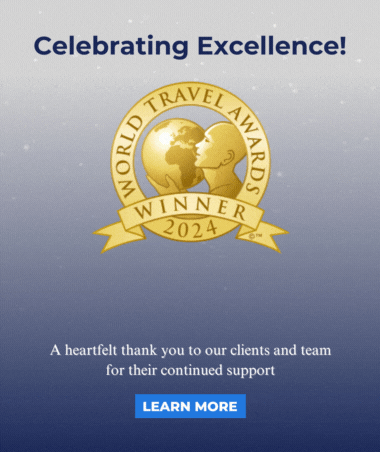 Celebrating Excellence!
WORLD TRAVEL AWARDS
WINNER
2024
©™
A heartfelt thank you to our clients and team
for their continued support
LEARN MORE